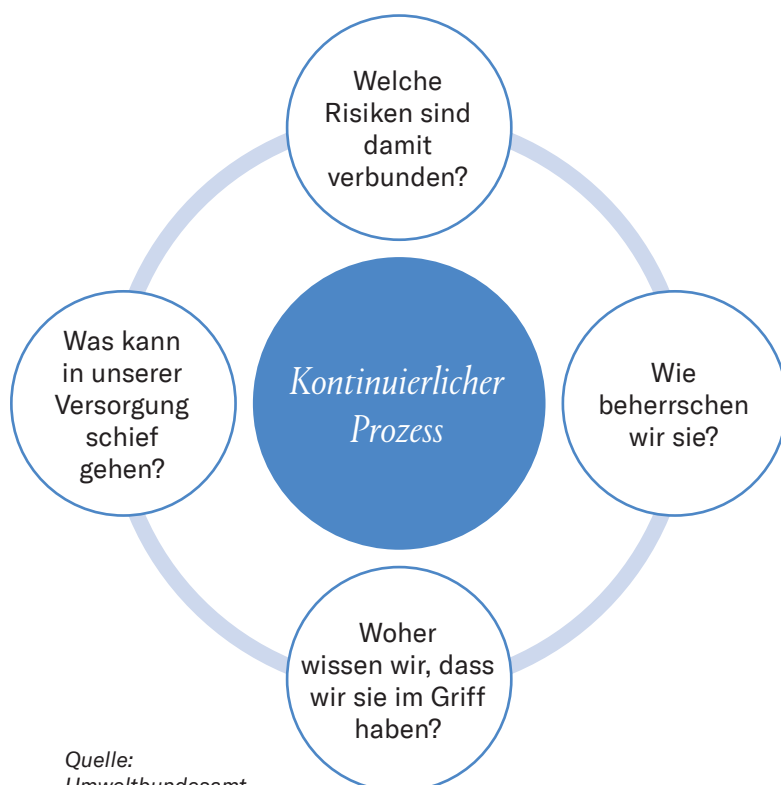 Welche
Risiken sind
damit
verbunden?
Was kann
in unserer
Versorgung
schief
gehen?
Kontinuierlicher
Prozess
Wie
beherrschen
wir sie?
Woher
wissen wir, dass
wir sie im Griff
haben?
Quelle:
Umweltbundesamt